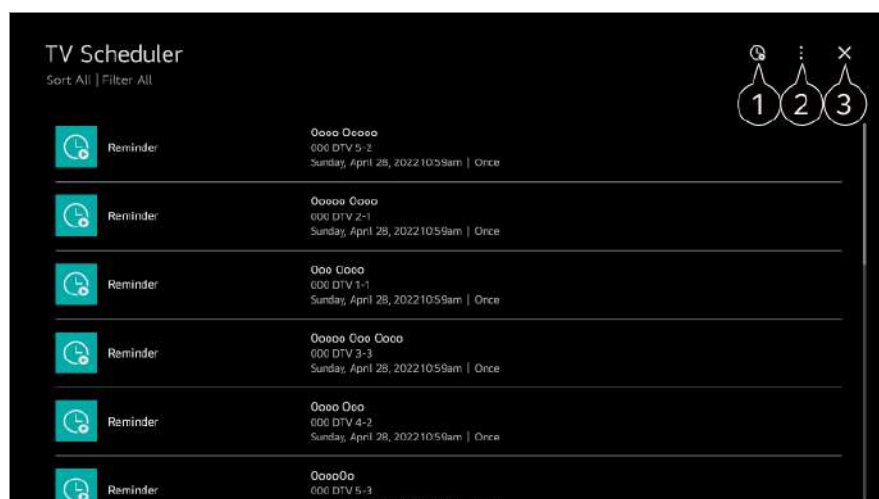 TV Scheduler
Sort All | Filter All
1 2 3
Reminder
Oooo Ooooo
000 DTV 5-2
Sunday, April 28, 2022 10:59am | Once
Reminder
Ooooo Oooo
000 DTV 2-1
Sunday, April 28, 2022 10:59am | Once
Reminder
Ooo Oooo
000 DTV 1-1
Sunday, April 28, 2022 10:59am | Once
Reminder
Ooooo Ooo Oooo
000 DTV 3-3
Sunday, April 28, 2022 10:59am | Once
Reminder
Oooo Ooo
000 DTV 4-2
Sunday, April 28, 2022 10:59am | Once
Reminder
OoooOo
000 DTV 5-3